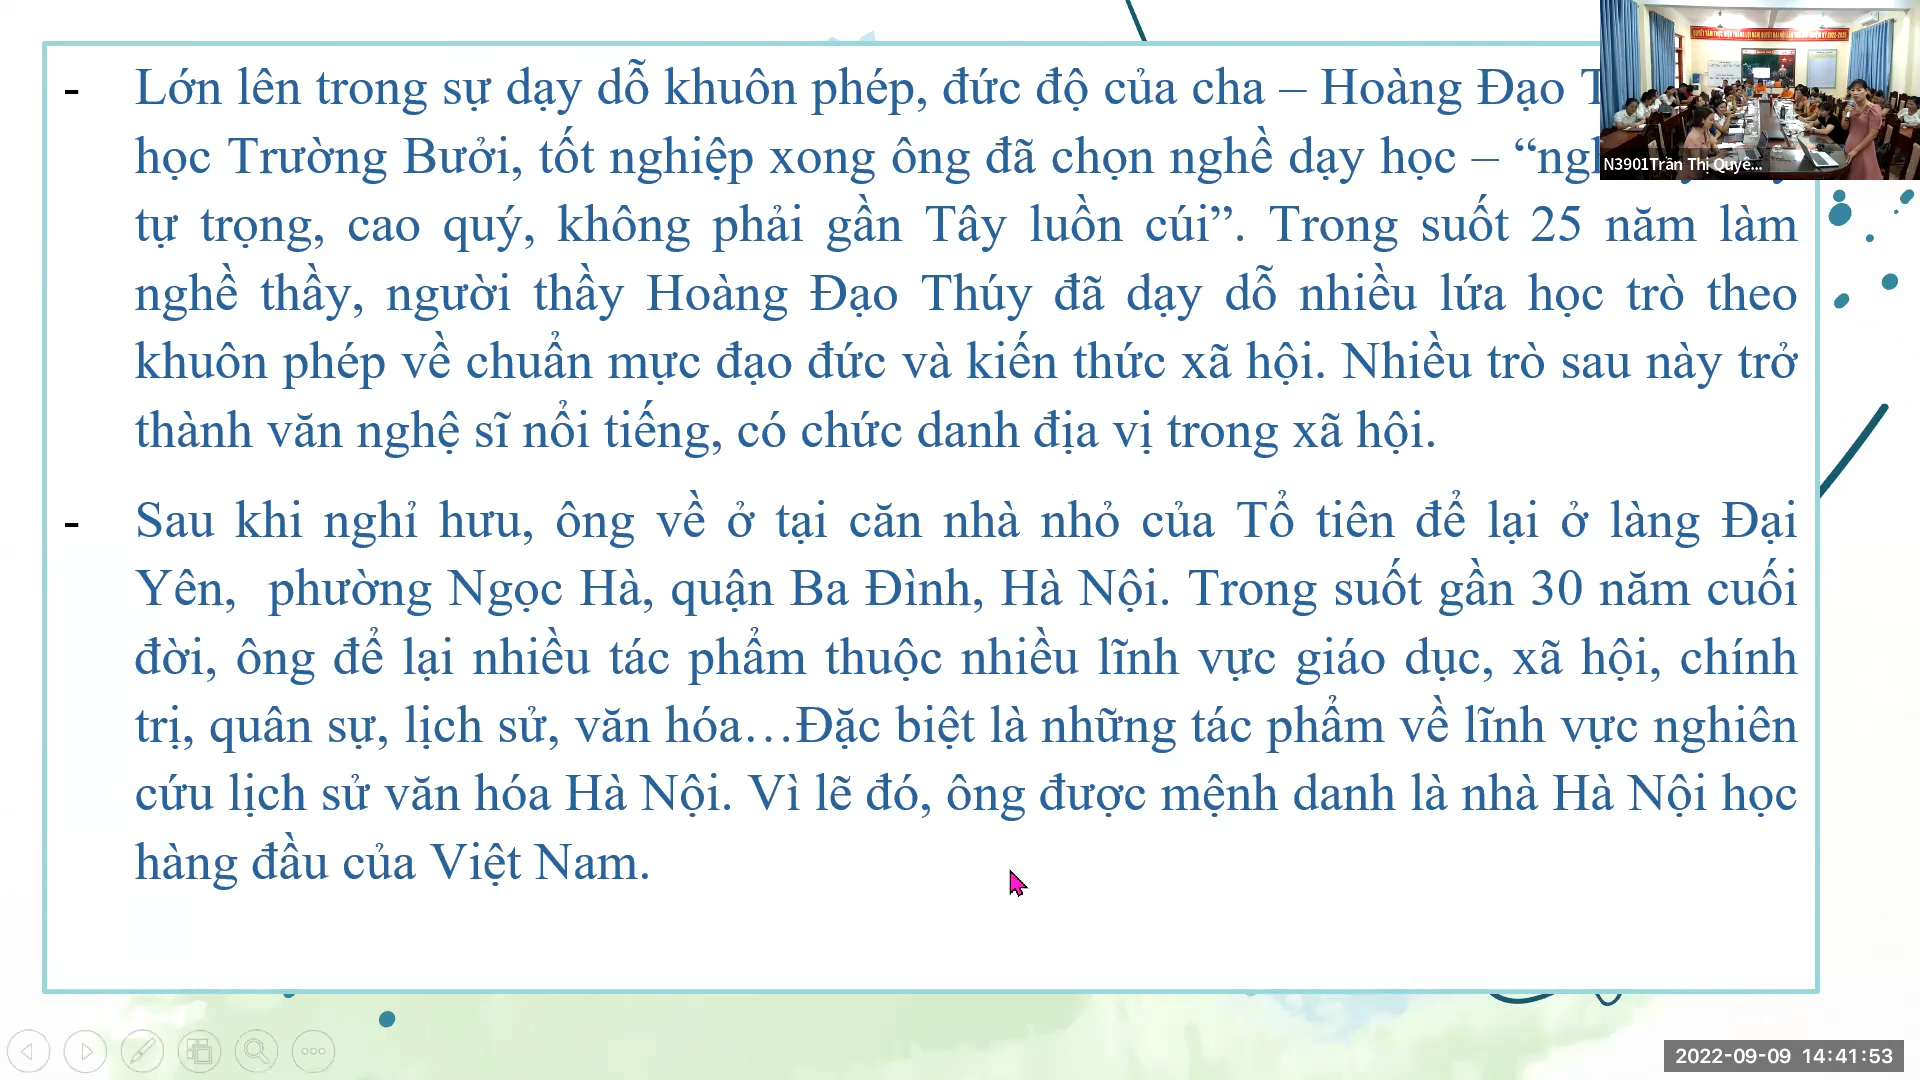 - Lớn lên trong sự dạy dỗ khuôn phép, đức độ của cha – Hoàng Đạo
học Trường Bưởi, tốt nghiệp xong ông đã chọn nghề dạy học – “
tự trọng, cao quý, không phải gần Tây luồn cúi”. Trong suốt 25 năm làm
nghề thầy, người thầy Hoàng Đạo Thúy đã dạy dỗ nhiều lứa học trò theo
khuôn phép về chuẩn mực đạo đức và kiến thức xã hội. Nhiều trò sau này trở
thành văn nghệ sĩ nổi tiếng, có chức danh địa vị trong xã hội.
- Sau khi nghỉ hưu, ông về ở tại căn nhà nhỏ của Tổ tiên để lại ở làng Đại
Yên, phường Ngọc Hà, quận Ba Đình, Hà Nội. Trong suốt gần 30 năm cuối
đời, ông để lại nhiều tác phẩm thuộc nhiều lĩnh vực giáo dục, xã hội, chính
trị, quân sự, lịch sử, văn hóa…Đặc biệt là những tác phẩm về lĩnh vực nghiên
cứu lịch sử văn hóa Hà Nội. Vì lẽ đó, ông được mệnh danh là nhà Hà Nội học
hàng đầu của Việt Nam.
N3901Trần Thị Quyê...
2022-09-09 14:41:53